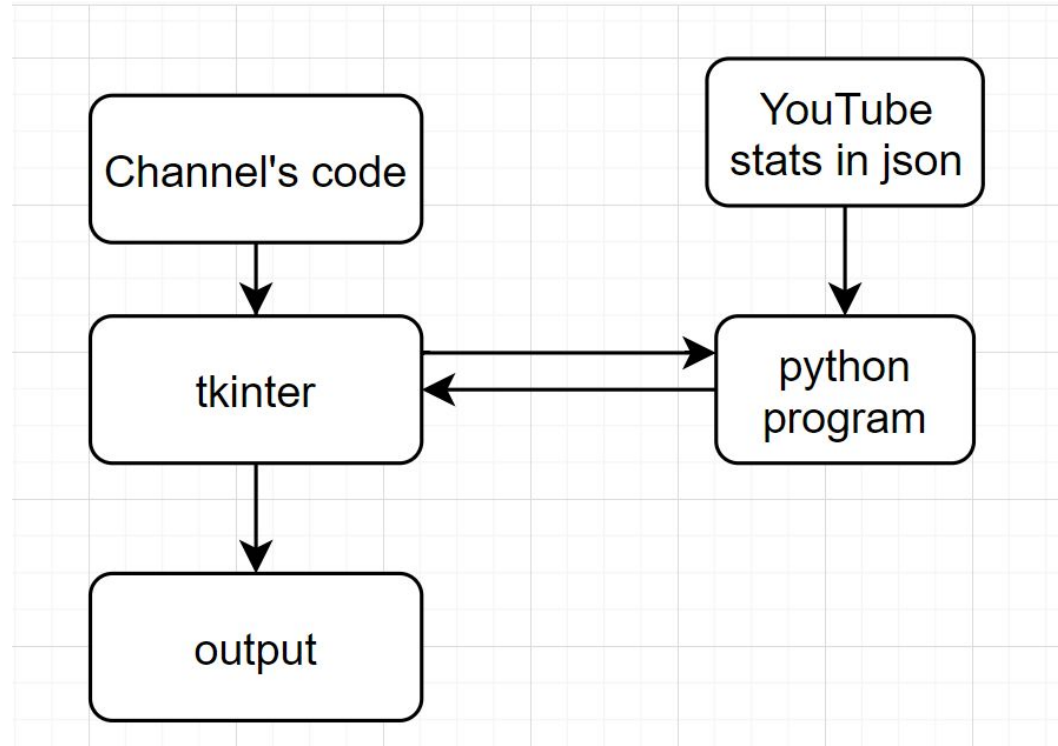 Channel's code
YouTube
stats in json
tkinter
python
program
output